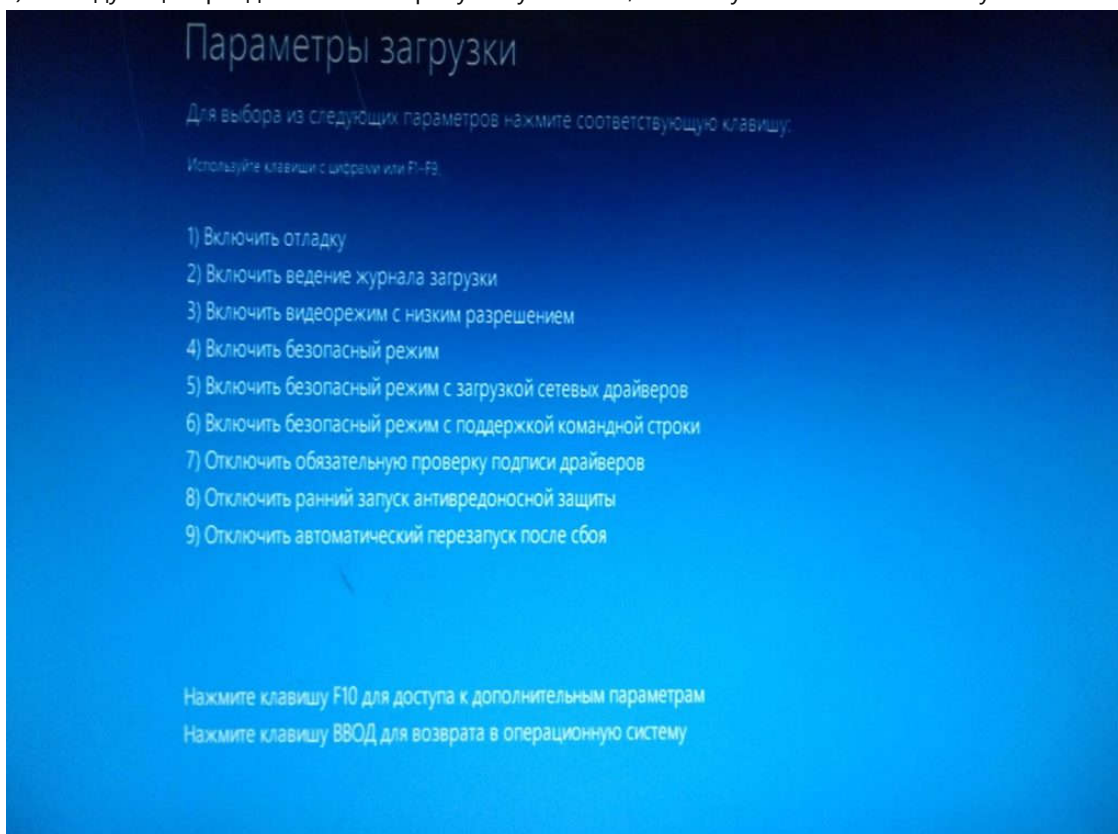 Параметры загрузки
Для выбора из следующих параметров нажмите соответствующую клавишу:
Используйте клавиши с цифрами или F1–F9.
1) Включить отладку
2) Включить ведение журнала загрузки
3) Включить видеорежим с низким разрешением
4) Включить безопасный режим
5) Включить безопасный режим с загрузкой сетевых драйверов
6) Включить безопасный режим с поддержкой командной строки
7) Отключить обязательную проверку подписи драйверов
8) Отключить ранний запуск антивредоносной защиты
9) Отключить автоматический перезапуск после сбоя
Нажмите клавишу F10 для доступа к дополнительным параметрам
Нажмите клавишу ВВОД для возврата в операционную систему